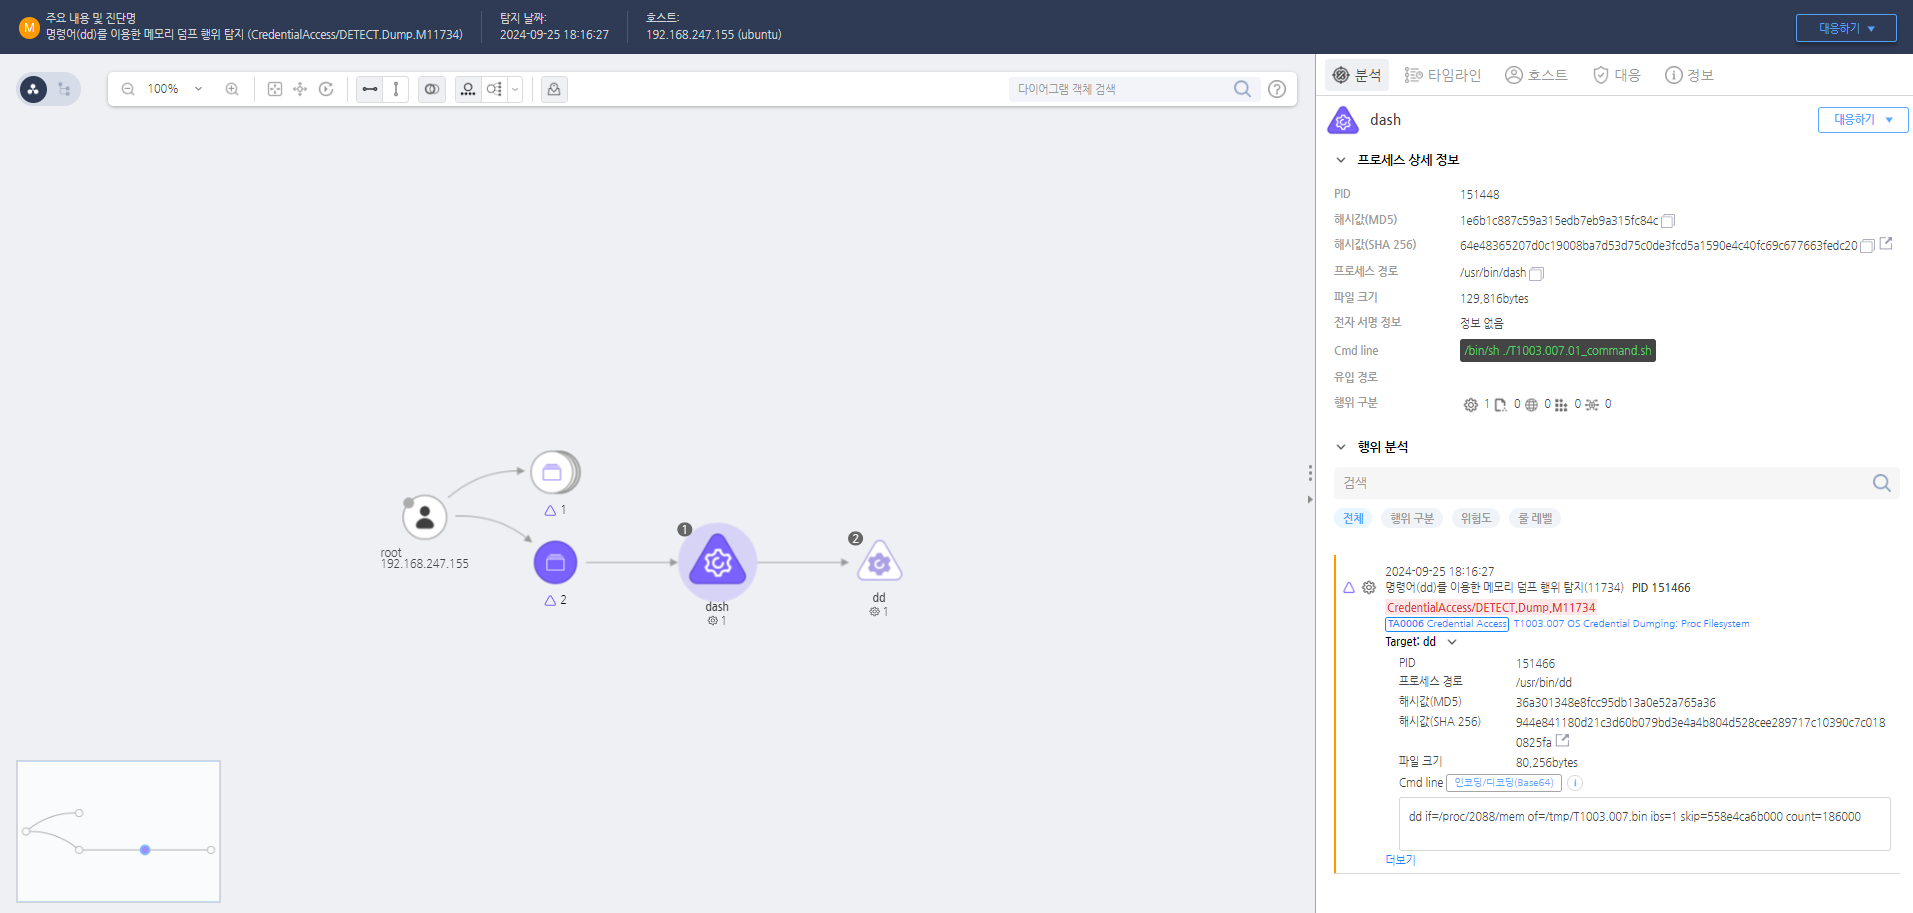 M
주요 내용 및 진단명
명령어(dd)를 이용한 메모리 덤프 행위 탐지 (CredentialAccess/DETECT.Dump.M11734)
탐지 날짜:
2024-09-25 18:16:27
호스트:
192.168.247.155 (ubuntu)
대응하기
100%
다이어그램 객체 검색
1
root
192.168.247.155
2
1
dash
1
2
dd
1
분석
타임라인
호스트
대응
정보
dash
대응하기
프로세스 상세 정보
PID 151448
해시값(MD5) 1e6b1c887c59a315edb7eb9a315fc84c
해시값(SHA 256) 64e48365207d0c19008ba7d53d75c0de3fcd5a1590e4c40fc69c677663fedc20
프로세스 경로 /usr/bin/dash
파일 크기 129,816bytes
전자 서명 정보 정보 없음
Cmd line /bin/sh ./T1003.007.01_command.sh
유입 경로
행위 구분 1 0 0 0 0
행위 분석
검색
전체 행위 구분 위험도 룰 레벨
2024-09-25 18:16:27
명령어(dd)를 이용한 메모리 덤프 행위 탐지(11734) PID 151466
CredentialAccess/DETECT.Dump.M11734
TA0006 Credential Access T1003.007 OS Credential Dumping: Proc Filesystem
Target: dd
PID 151466
프로세스 경로 /usr/bin/dd
해시값(MD5) 36a301348e8fcc95db13a0e52a765a36
해시값(SHA 256) 944e841180d21c3d60b079bd3e4a4b804d528cee289717c10390c7c018
0825fa
파일 크기 80,256bytes
Cmd line 인코딩/디코딩(Base64)
dd if=/proc/2088/mem of=/tmp/T1003.007.bin ibs=1 skip=558e4ca6b000 count=186000
더보기